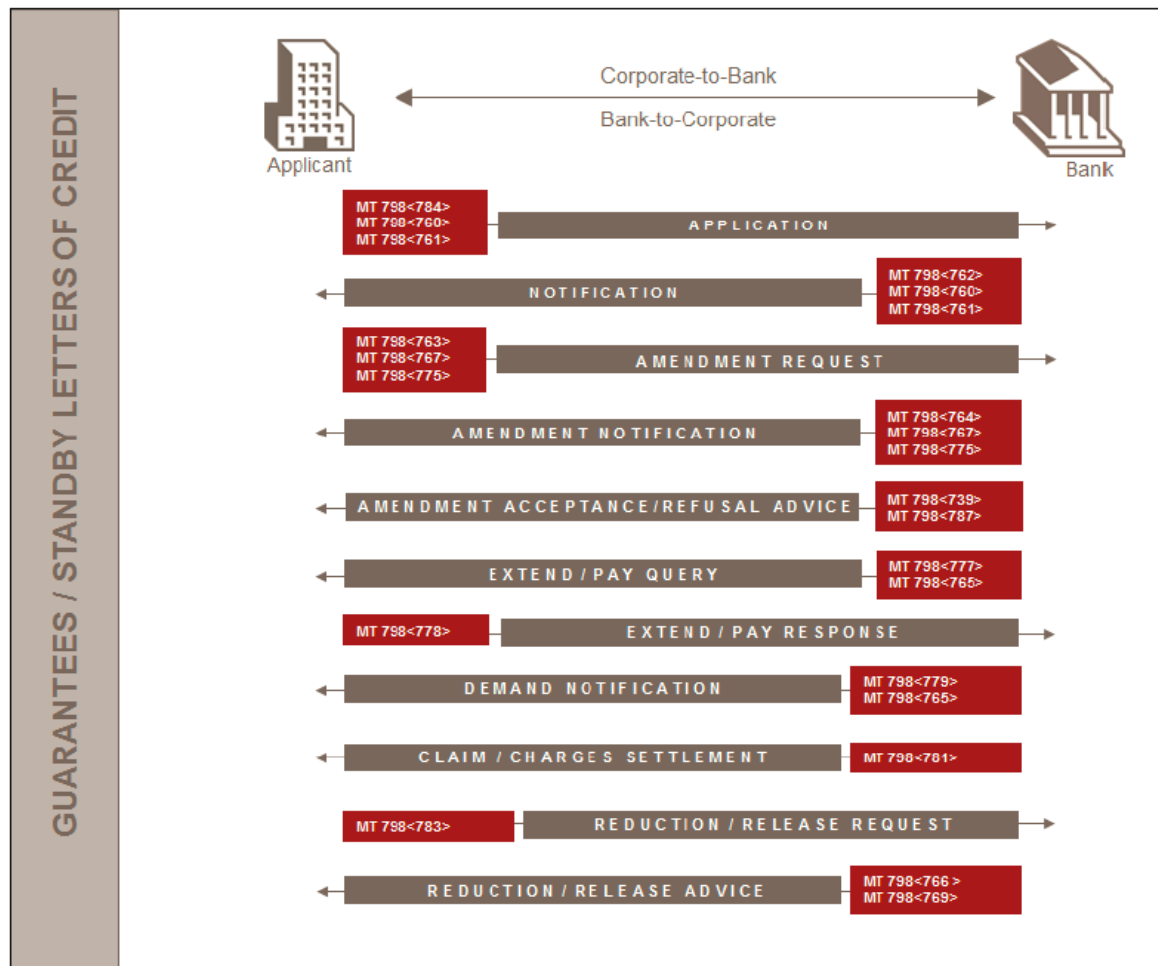 GUARANTEES / STANDBY LETTERS OF CREDIT
Corporate-to-Bank
Bank-to-Corporate
Applicant
Bank
MT 798<784>
MT 798<760>
MT 798<761>
APPLICATION
NOTIFICATION
MT 798<762>
MT 798<760>
MT 798<761>
MT 798<763>
MT 798<767>
MT 798<775>
AMENDMENT REQUEST
AMENDMENT NOTIFICATION
MT 798<764>
MT 798<767>
MT 798<775>
AMENDMENT ACCEPTANCE/REFUSAL ADVICE
MT 798<739>
MT 798<787>
EXTEND / PAY QUERY
MT 798<777>
MT 798<765>
MT 798<778>
EXTEND / PAY RESPONSE
DEMAND NOTIFICATION
MT 798<779>
MT 798<765>
CLAIM / CHARGES SETTLEMENT
MT 798<781>
MT 798<783>
REDUCTION / RELEASE REQUEST
REDUCTION / RELEASE ADVICE
MT 798<766 >
MT 798<769>